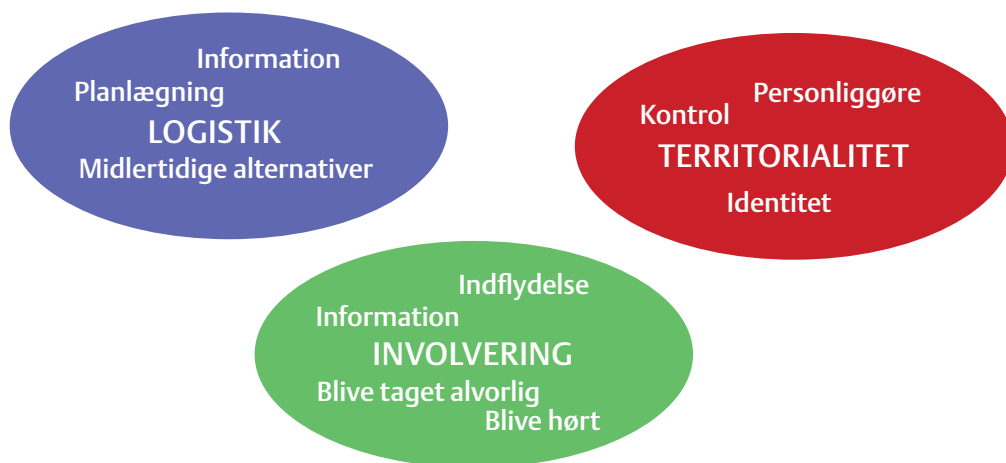 Information
Planlægning
LOGISTIK
Midlertidige alternativer
Personliggøre
Kontrol
TERRITORIALITET
Identitet
Indflydelse
Information
INVOLVERING
Blive taget alvorlig
Blive hørt